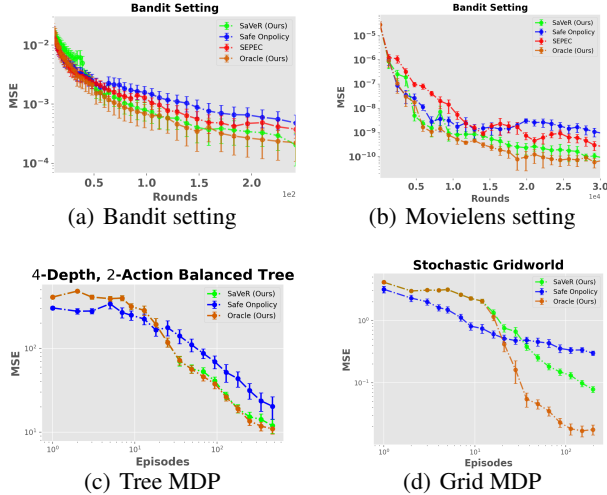 Bandit Setting
SaVeR (Ours)
Safe Onpolicy
SEPEC
Oracle (Ours)
MSE
10⁻²
10⁻³
10⁻⁴
0.5 1.0 1.5 2.0
1e2
Rounds
(a) Bandit setting
Bandit Setting
SaVeR (Ours)
Safe Onpolicy
SEPEC
Oracle (Ours)
MSE
10⁻⁵
10⁻⁶
10⁻⁷
10⁻⁸
10⁻⁹
10⁻¹⁰
0.5 1.0 1.5 2.0 2.5 3.0
1e4
Rounds
(b) Movielens setting
4-Depth, 2-Action Balanced Tree
SaVeR (Ours)
Safe Onpolicy
Oracle (Ours)
MSE
10²
10¹
10⁰ 10¹ 10²
Episodes
(c) Tree MDP
Stochastic Gridworld
SaVeR (Ours)
Safe Onpolicy
Oracle (Ours)
MSE
10⁰
10⁻¹
10⁰ 10¹ 10²
Episodes
(d) Grid MDP